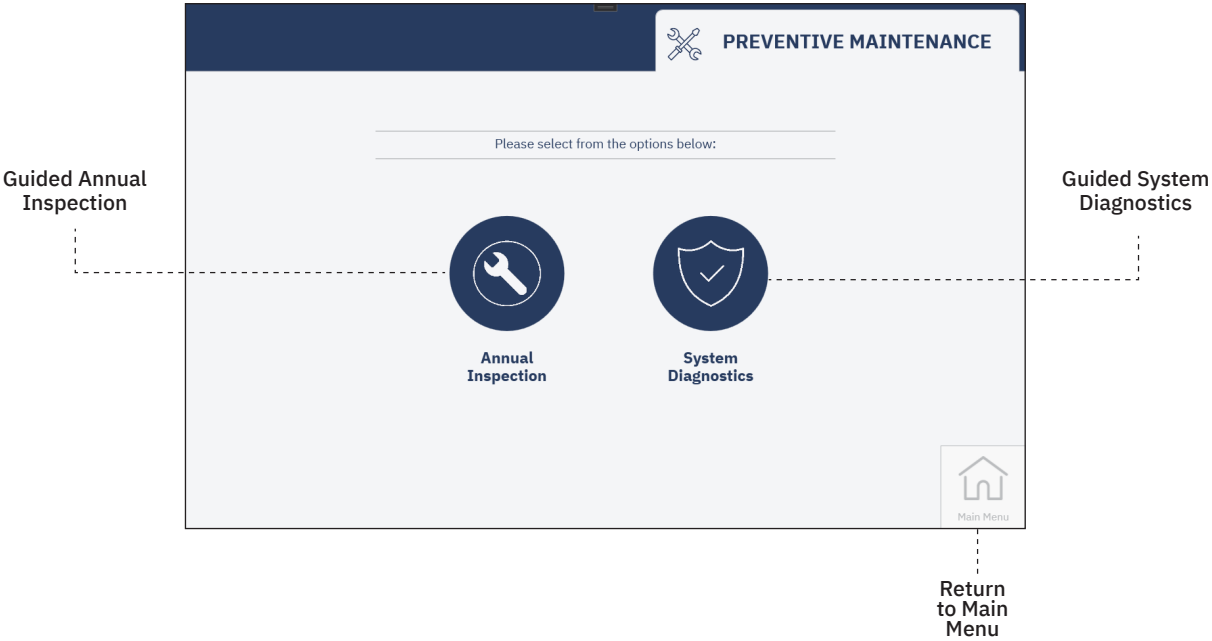 PREVENTIVE MAINTENANCE
Please select from the options below:
Guided Annual
Inspection
Guided System
Diagnostics
Annual
Inspection
System
Diagnostics
Main Menu
Return
to Main
Menu